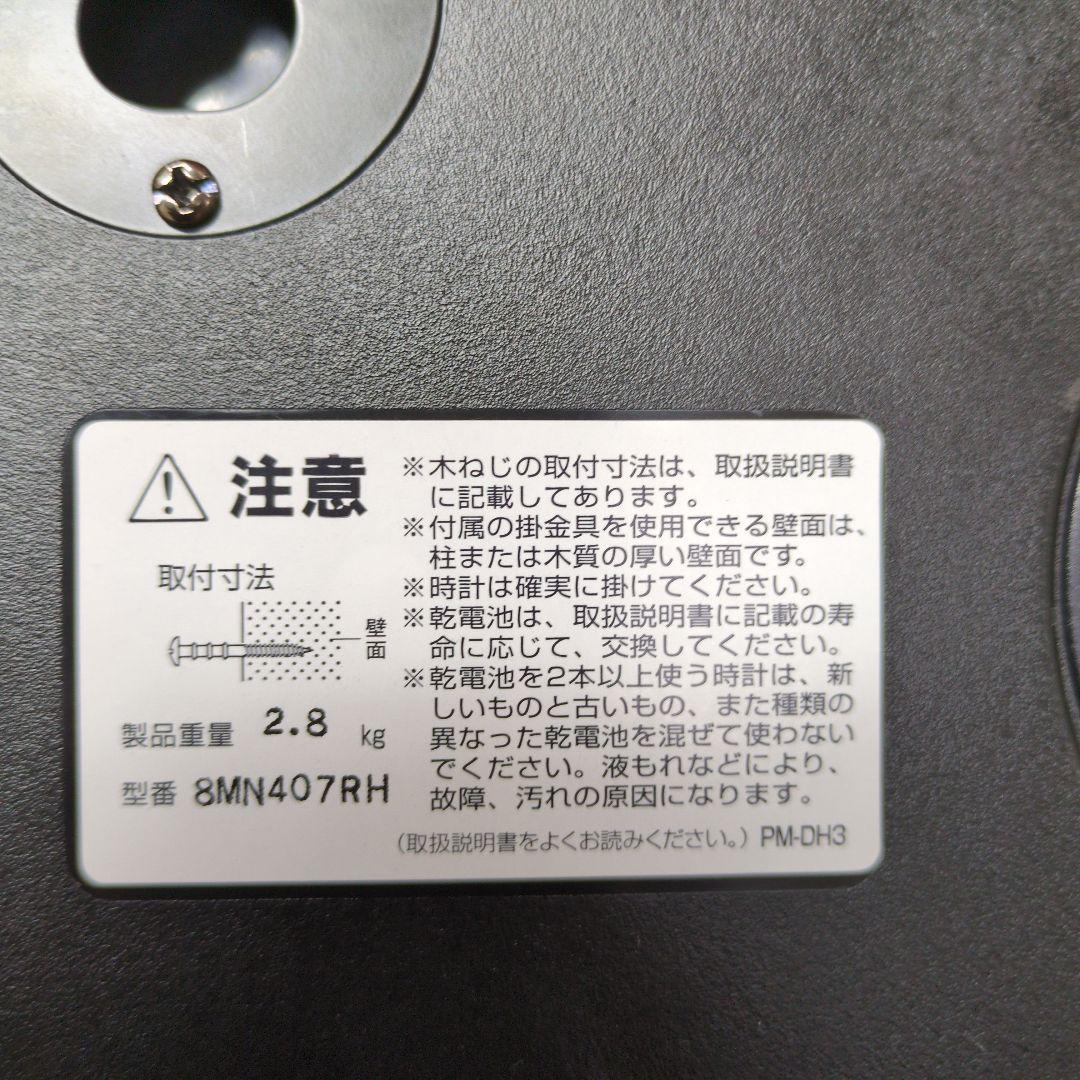 注意
取付寸法
壁面
製品重量 2.8 kg
型番 8MN407RH
※木ねじの取付寸法は、取扱説明書
に記載してあります。
※付属の掛金具を使用できる壁面は、
柱または木質の厚い壁面です。
※時計は確実に掛けてください。
※乾電池は、取扱説明書に記載の寿
命に応じて、交換してください。
※乾電池を2本以上使う時計は、新
しいものと古いもの、また種類の
異なった乾電池を混ぜて使わない
でください。液もれなどにより、
故障、汚れの原因になります。
(取扱説明書をよくお読みください。) PM-DH3